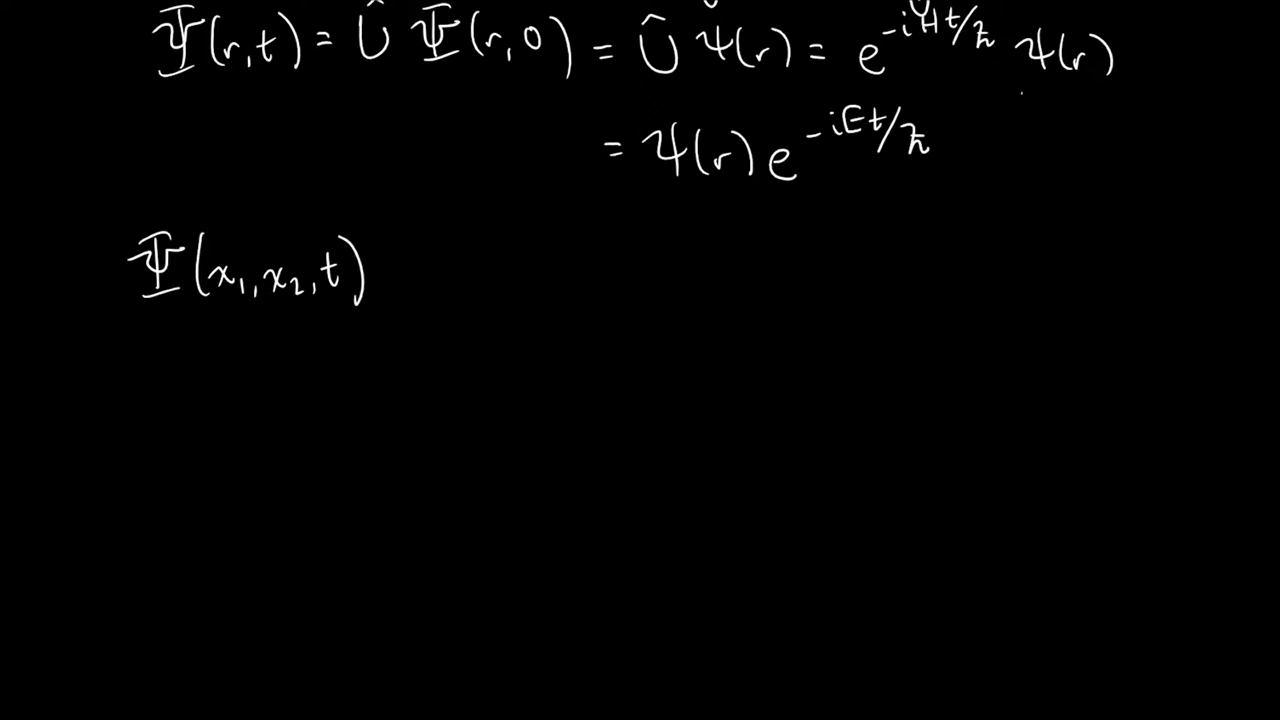 Ψ(r,t) = Û Ψ(r,0) = Û ψ(r) = e^{-iĤt/ħ} ψ(r)
= ψ(r) e^{-iEt/ħ}
Ψ(x₁,x₂,t)